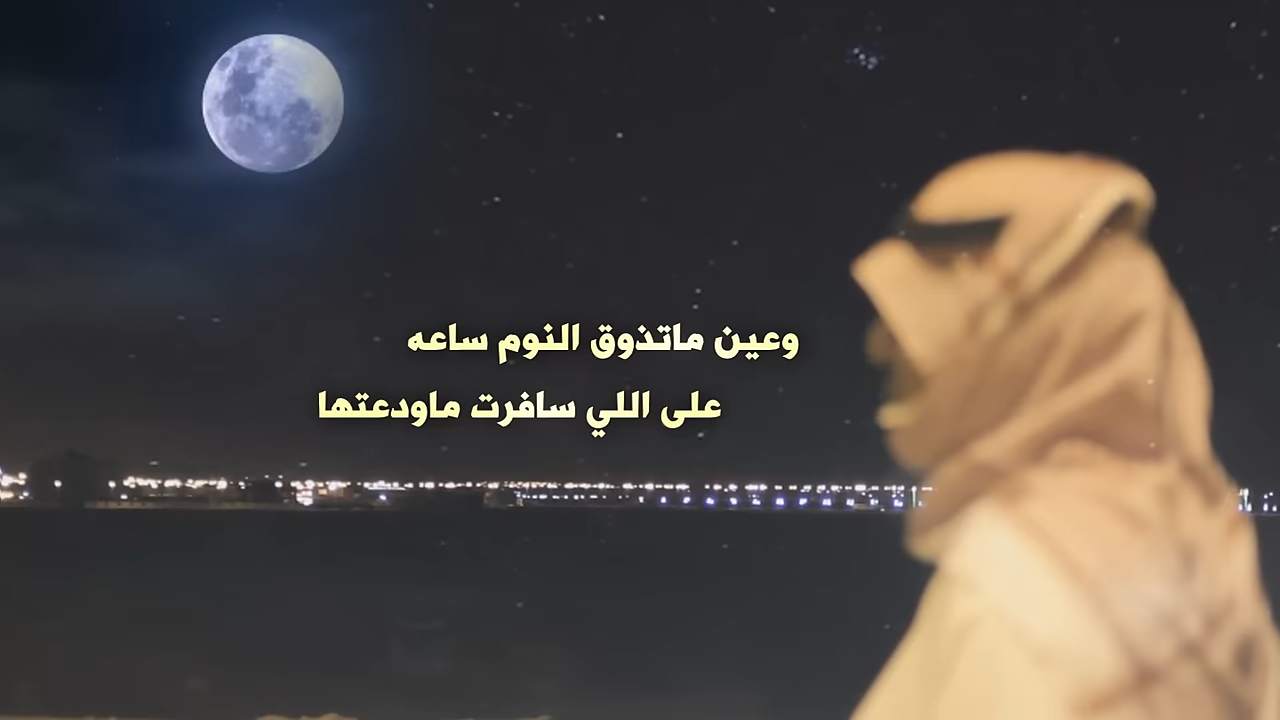 وعين ماتذوق النوم ساعه
على اللي سافرت ماودعتها